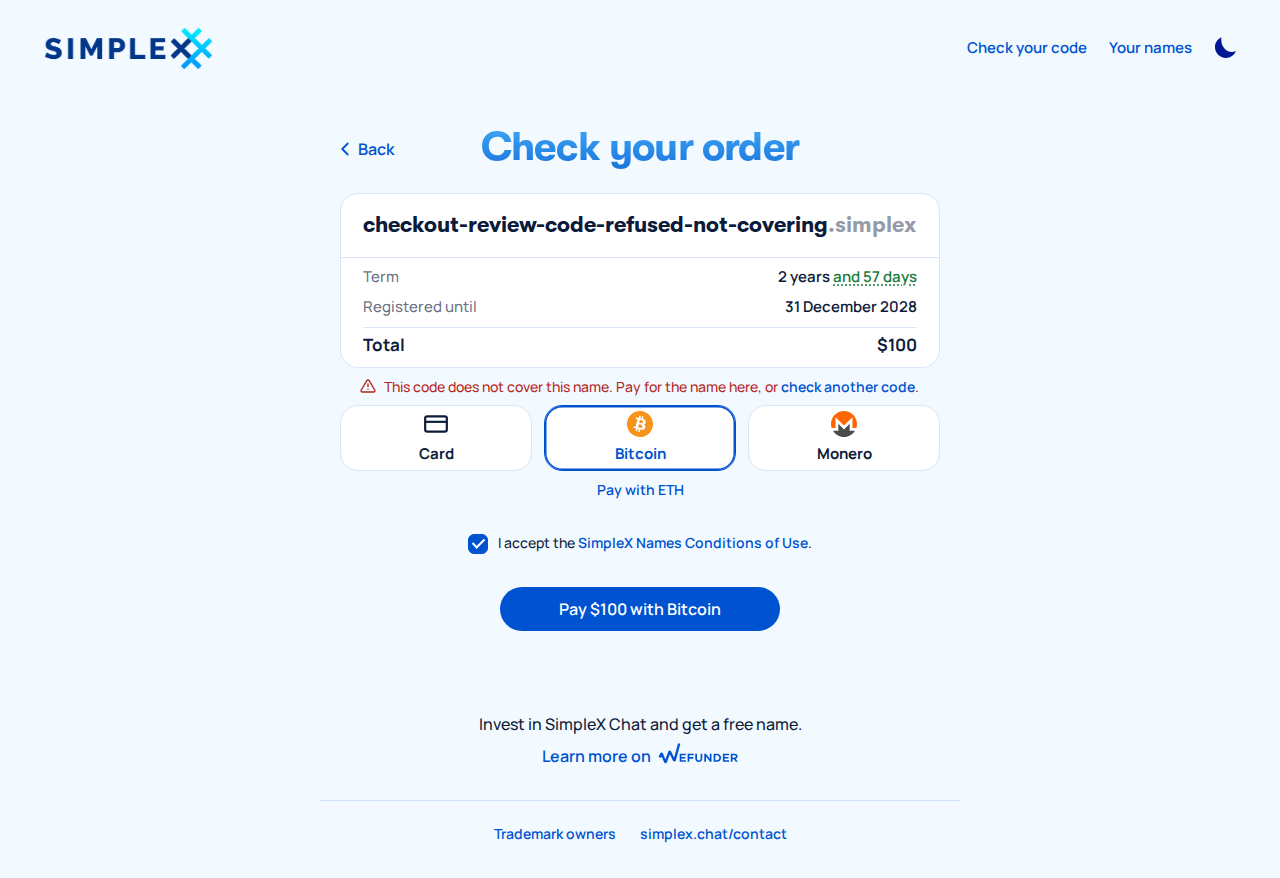 SIMPLEX
Check your code
Your names
Back
Check your order
checkout-review-code-refused-not-covering.simplex
Term
2 years and 57 days
Registered until
31 December 2028
Total
$100
This code does not cover this name. Pay for the name here, or check another code.
Card
Bitcoin
Monero
Pay with ETH
I accept the SimpleX Names Conditions of Use.
Pay $100 with Bitcoin
Invest in SimpleX Chat and get a free name.
Learn more on WEFUNDER
Trademark owners
simplex.chat/contact